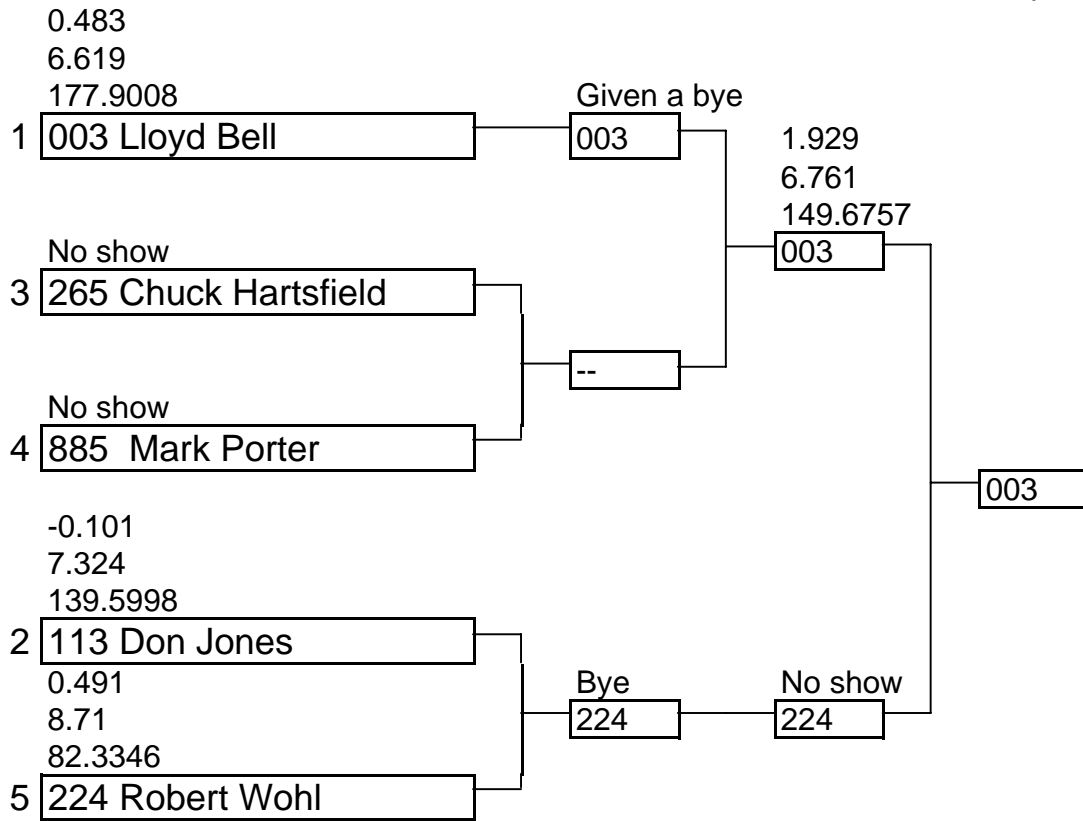 0.483
6.619
177.9008
1 003 Lloyd Bell
No show
3 265 Chuck Hartsfield
No show
4 885 Mark Porter
-0.101
7.324
139.5998
2 113 Don Jones
0.491
8.71
82.3346
5 224 Robert Wohl
Given a bye
003
--
Bye
224
1.929
6.761
149.6757
003
No show
224
003